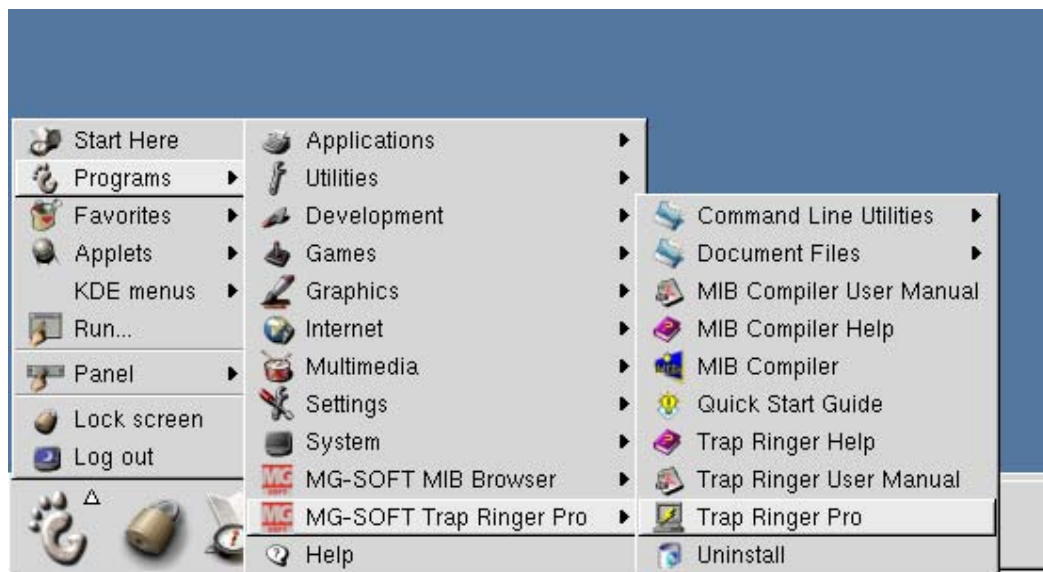 Start Here
Programs
Favorites
Applets
KDE menus
Run...
Panel
Lock screen
Log out
Applications
Utilities
Development
Games
Graphics
Internet
Multimedia
Settings
System
MG-SOFT MIB Browser
MG-SOFT Trap Ringer Pro
Help
Command Line Utilities
Document Files
MIB Compiler User Manual
MIB Compiler Help
MIB Compiler
Quick Start Guide
Trap Ringer Help
Trap Ringer User Manual
Trap Ringer Pro
Uninstall